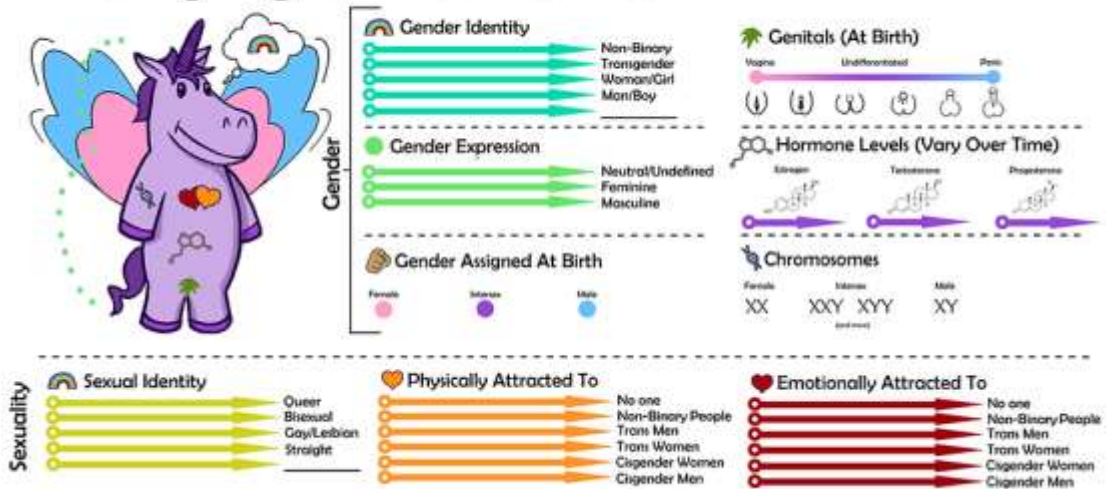 Gender
Gender Identity
Non-Binary
Transgender
Woman/Girl
Man/Boy
Gender Expression
Neutral/Undefined
Feminine
Masculine
Gender Assigned At Birth
Female
Intersex
Male
Genitals (At Birth)
Vagina
Undifferentiated
Penis
Hormone Levels (Vary Over Time)
Estrogen
Testosterone
Progesterone
Chromosomes
Female
Intersex
Male
XX
XXY XYY
XY
(and more)
Sexuality
Sexual Identity
Queer
Bisexual
Gay/Lesbian
Straight
Physically Attracted To
No one
Non-Binary People
Trans Men
Trans Women
Cisgender Women
Cisgender Men
Emotionally Attracted To
No one
Non-Binary People
Trans Men
Trans Women
Cisgender Women
Cisgender Men